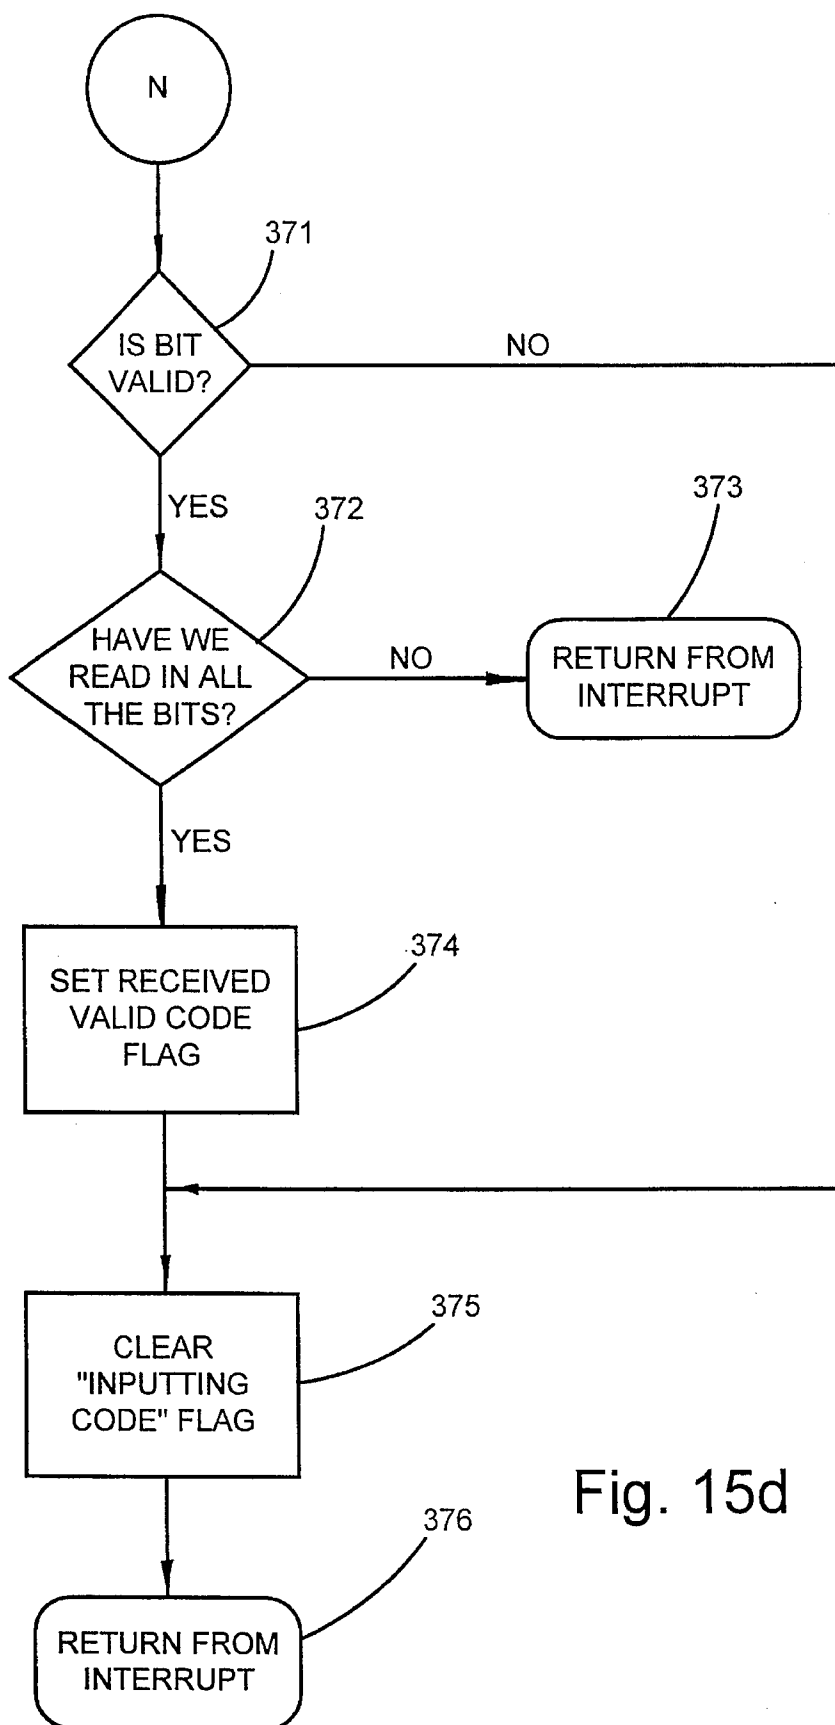 N
371
IS BIT
VALID?
NO
YES
372
373
HAVE WE
READ IN ALL
THE BITS?
NO
RETURN FROM
INTERRUPT
YES
374
SET RECEIVED
VALID CODE
FLAG
375
CLEAR
"INPUTTING
CODE" FLAG
Fig. 15d
376
RETURN FROM
INTERRUPT